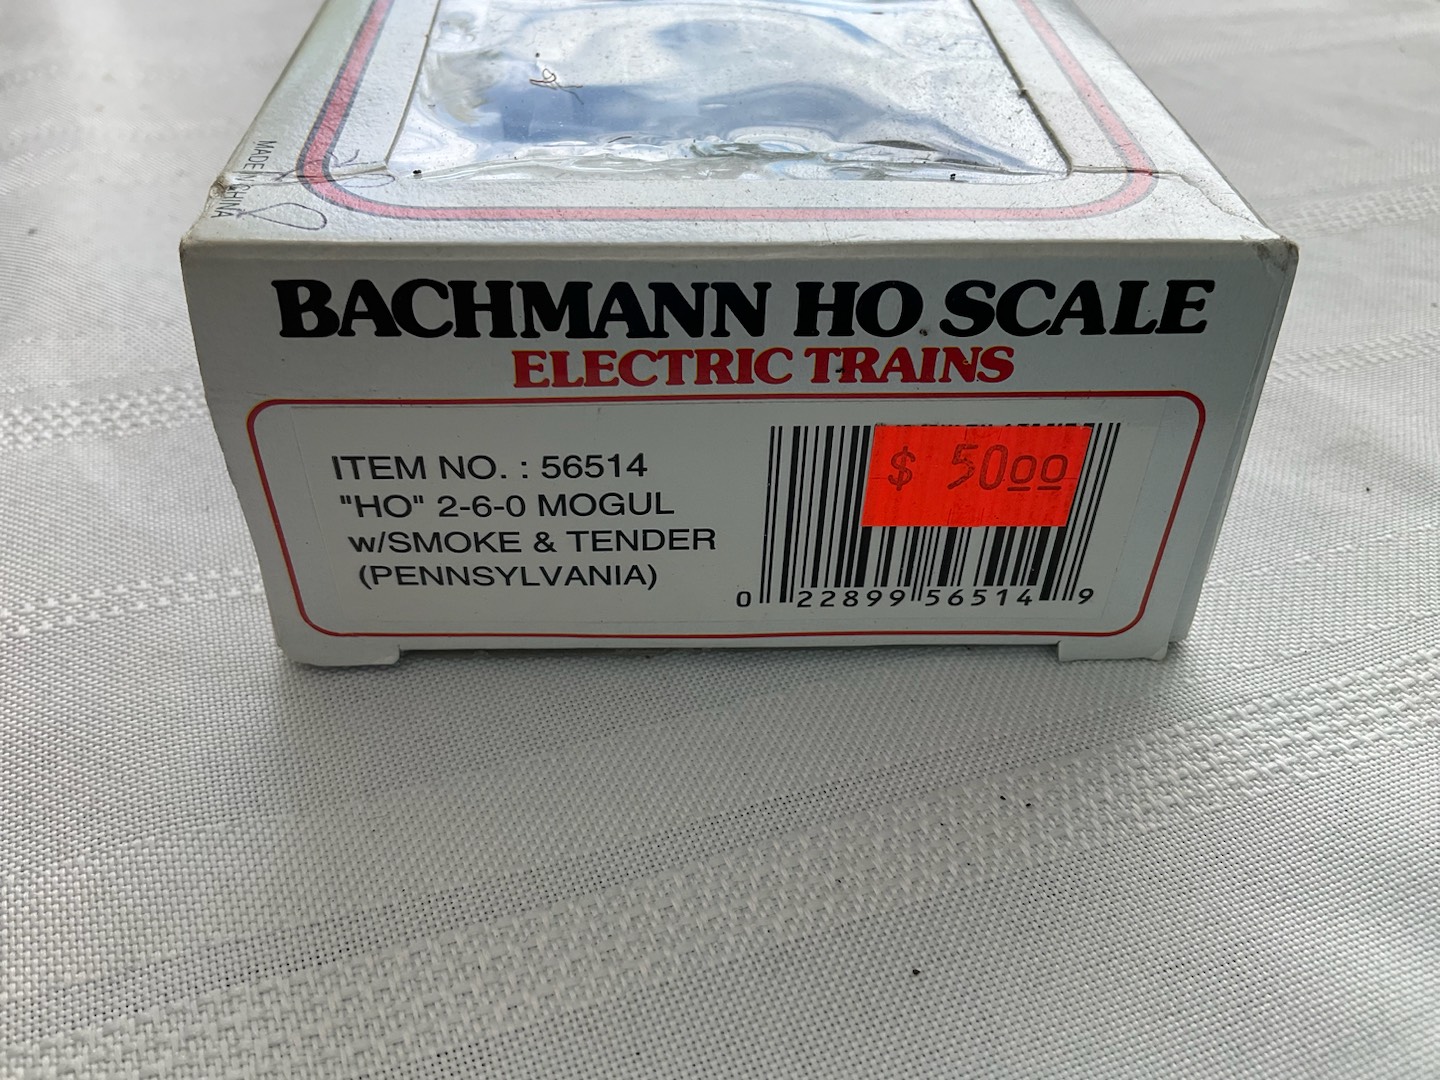 MADE IN CHINA
BACHMANN HO SCALE
ELECTRIC TRAINS
ITEM NO. : 56514
"HO" 2-6-0 MOGUL
w/SMOKE & TENDER
(PENNSYLVANIA)
$ 5000
0 22899 56514 9